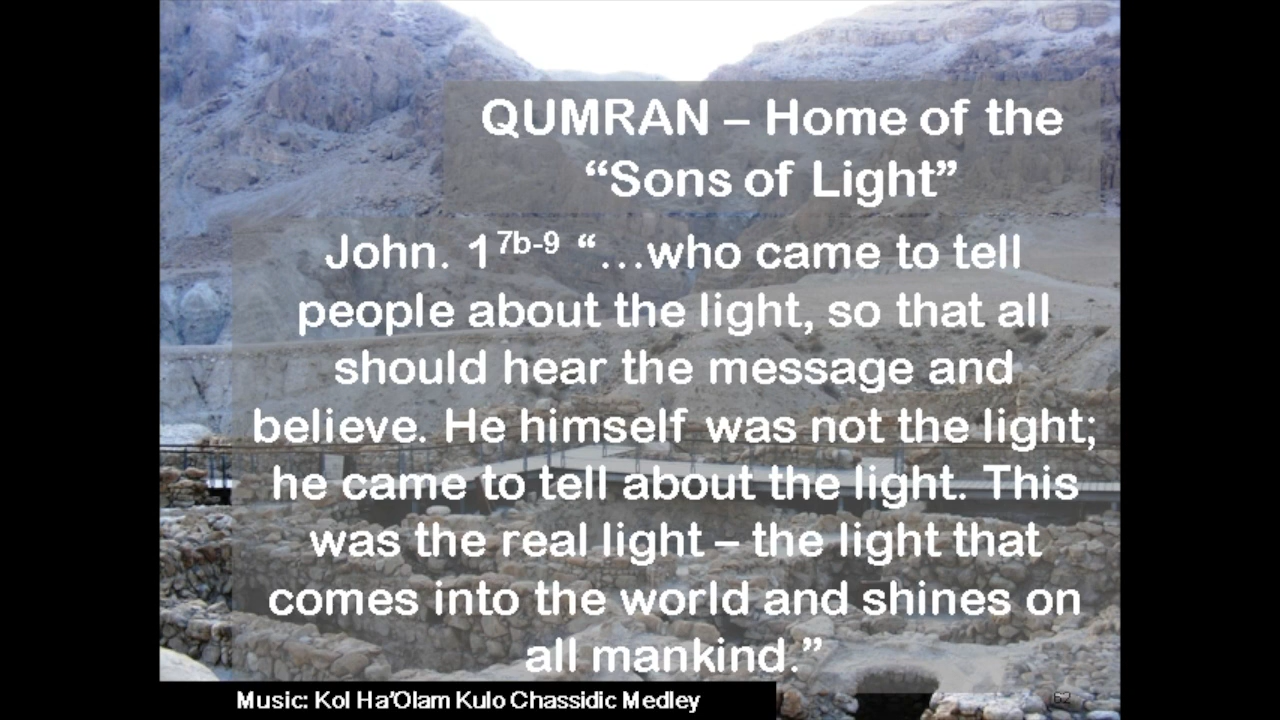 QUMRAN – Home of the
“Sons of Light”
John. 1⁷ᵇ⁻⁹ “…who came to tell
people about the light, so that all
should hear the message and
believe. He himself was not the light;
he came to tell about the light. This
was the real light – the light that
comes into the world and shines on
all mankind.”
Music: Kol Ha’Olam Kulo Chassidic Medley
62